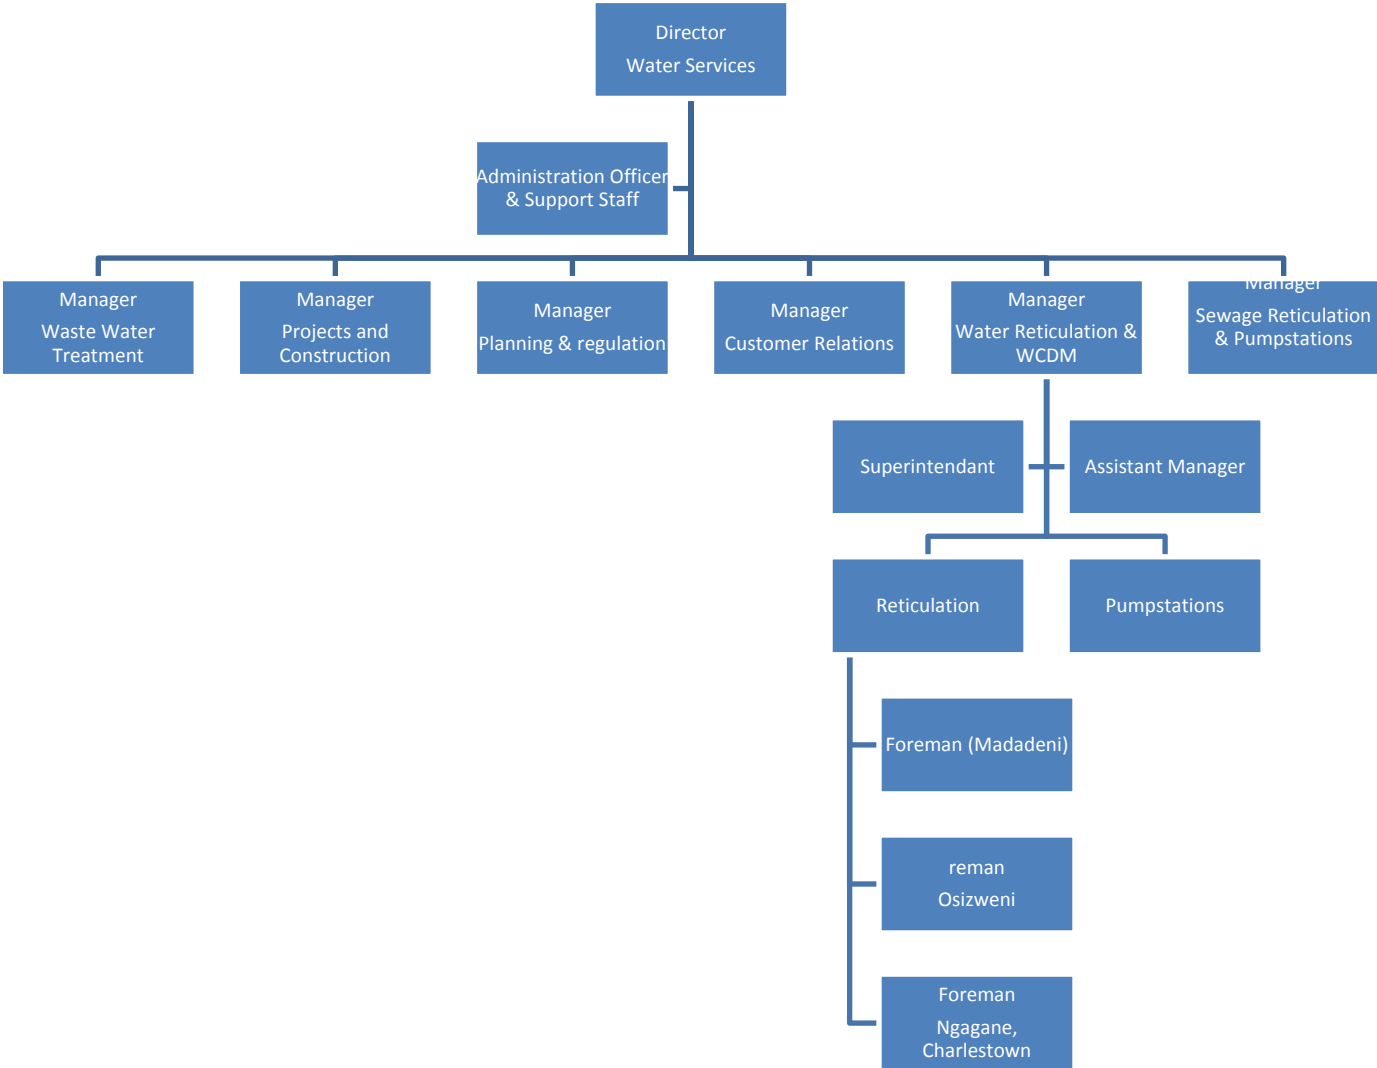 Director
Water Services
Administration Officer
& Support Staff
Manager
Waste Water
Treatment
Manager
Projects and
Construction
Manager
Planning & regulation
Manager
Customer Relations
Manager
Water Reticulation &
WCDM
Manager
Sewage Reticulation
& Pumpstations
Superintendant
Assistant Manager
Reticulation
Pumpstations
Foreman (Madadeni)
reman
Osizweni
Foreman
Ngagane,
Charlestown